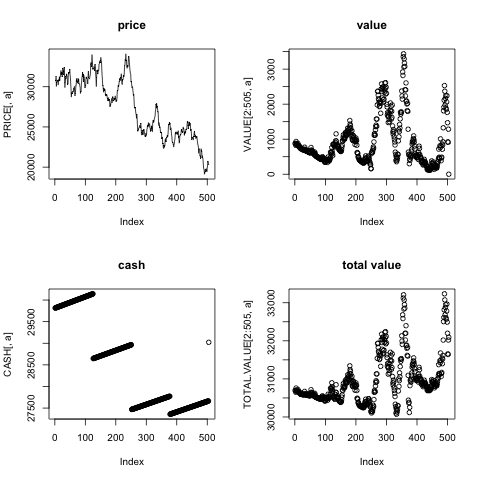 price
PRICE[, a]
20000 25000 30000
0 100 200 300 400 500
Index
value
VALUE[2:505, a]
0 1000 2000 3000
0 100 200 300 400 500
Index
cash
CASH[, a]
27500 28500 29500
0 100 200 300 400 500
Index
total value
TOTAL.VALUE[2:505, a]
30000 31000 32000 33000
0 100 200 300 400 500
Index